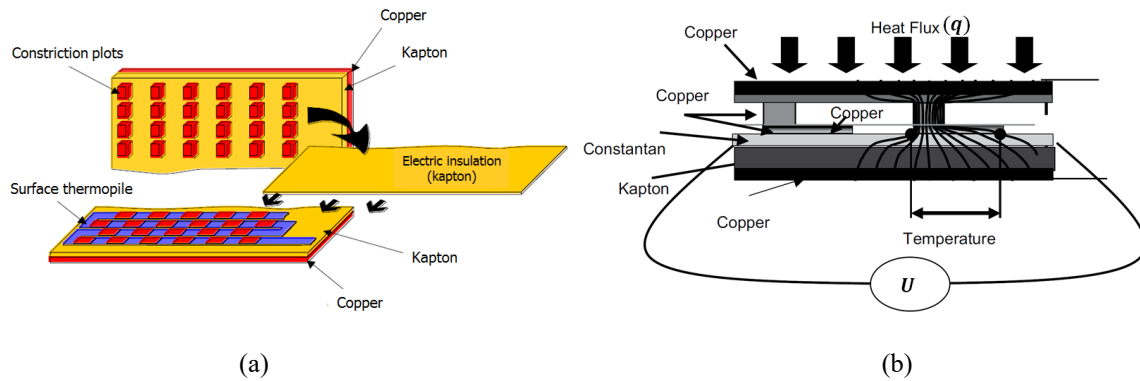 Copper
Constriction plots
Kapton
Electric insulation
(kapton)
Surface thermopile
Kapton
Copper
(a)
Heat Flux (q)
Copper
Copper
Copper
Constantan
Kapton
Copper
Temperature
U
(b)